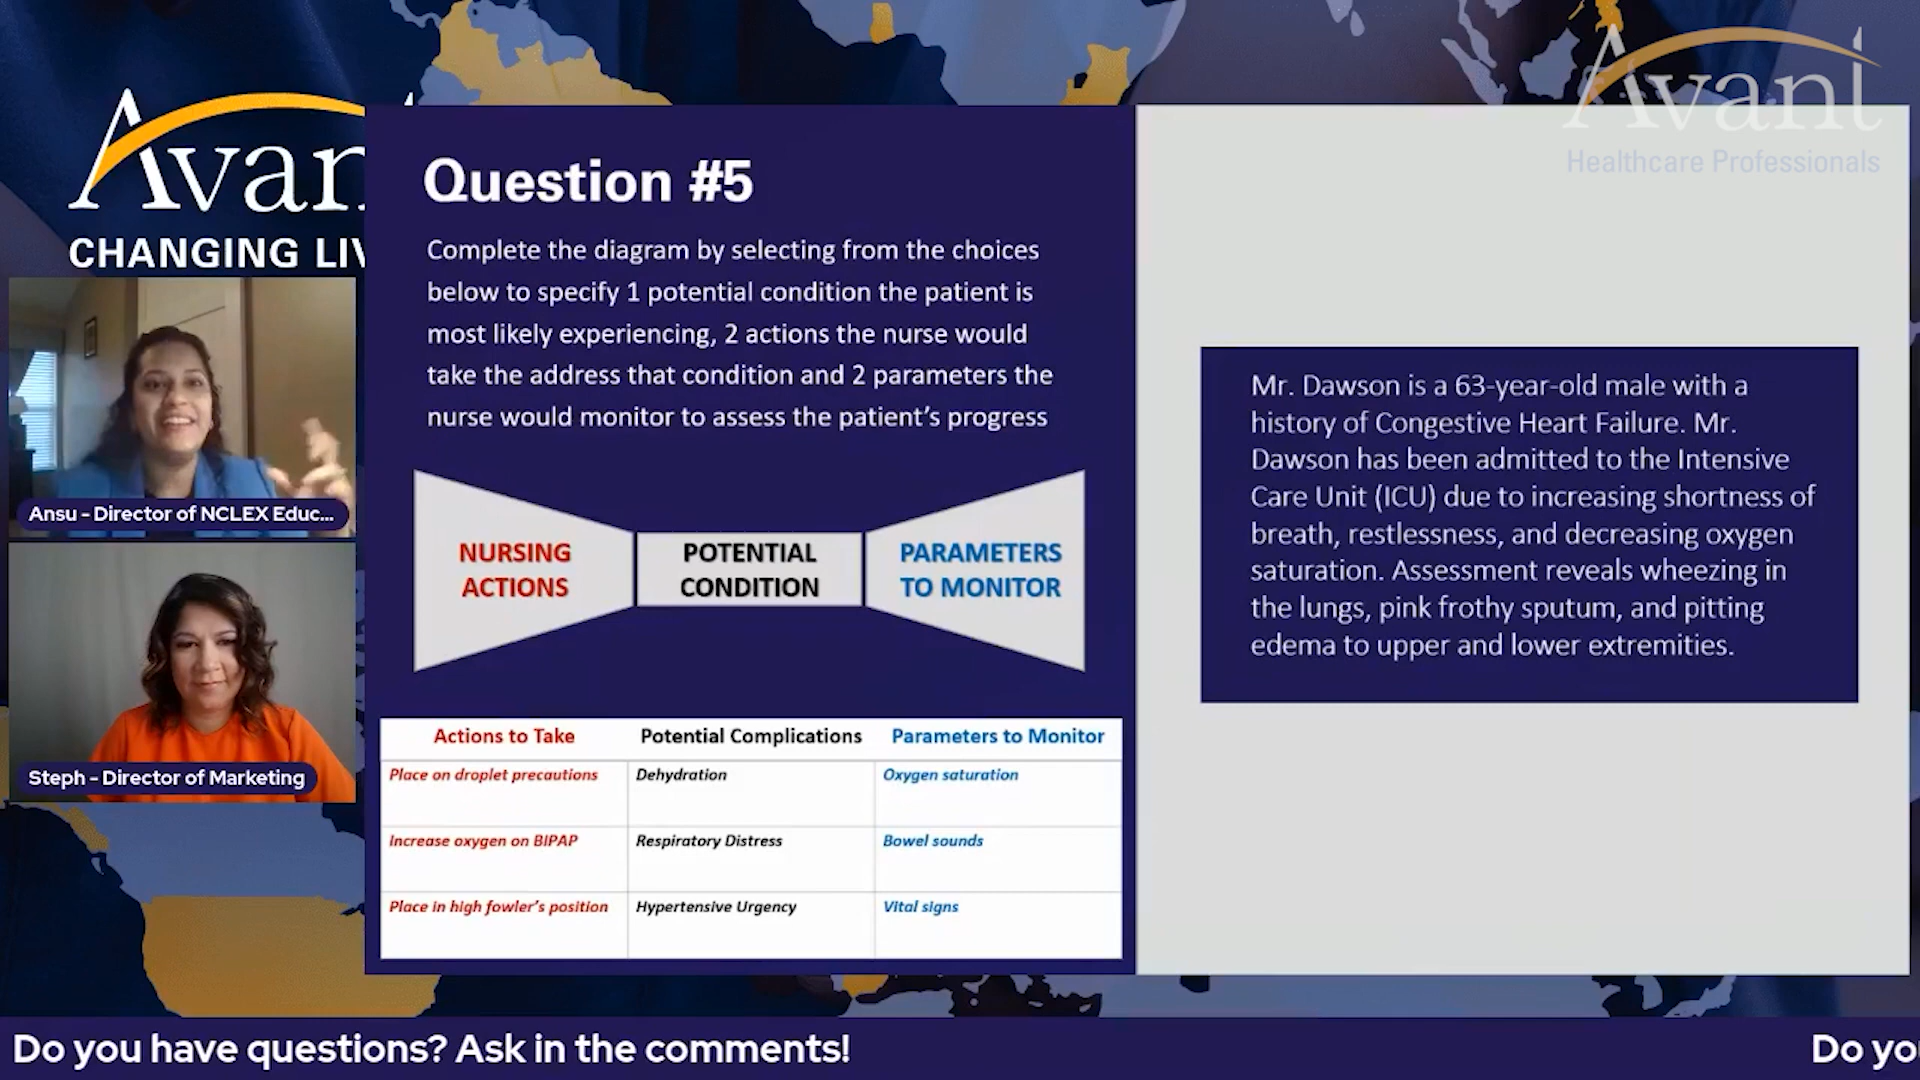 Avant
Healthcare Professionals
Avan
CHANGING LIV
Ansu - Director of NCLEX Educ...
Steph - Director of Marketing
Question #5
Complete the diagram by selecting from the choices
below to specify 1 potential condition the patient is
most likely experiencing, 2 actions the nurse would
take the address that condition and 2 parameters the
nurse would monitor to assess the patient's progress
NURSING
ACTIONS
POTENTIAL
CONDITION
PARAMETERS
TO MONITOR
Actions to Take Potential Complications Parameters to Monitor
Place on droplet precautions Dehydration Oxygen saturation
Increase oxygen on BIPAP Respiratory Distress Bowel sounds
Place in high fowler's position Hypertensive Urgency Vital signs
Mr. Dawson is a 63-year-old male with a
history of Congestive Heart Failure. Mr.
Dawson has been admitted to the Intensive
Care Unit (ICU) due to increasing shortness of
breath, restlessness, and decreasing oxygen
saturation. Assessment reveals wheezing in
the lungs, pink frothy sputum, and pitting
edema to upper and lower extremities.
Do you have questions? Ask in the comments!
Do yo